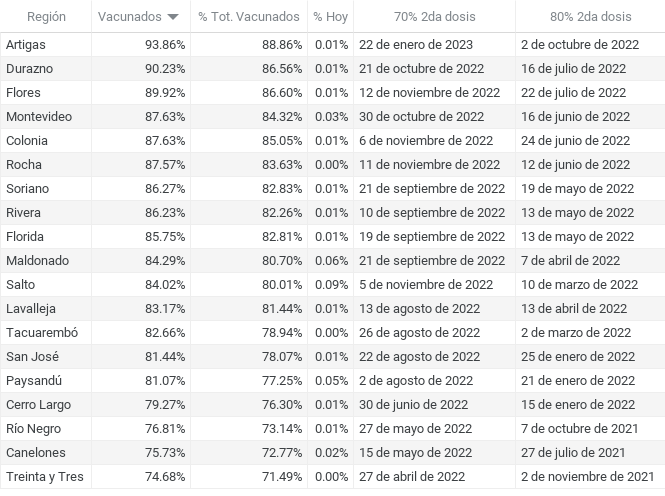 Región Vacunados % Tot. Vacunados % Hoy 70% 2da dosis 80% 2da dosis
Artigas 93.86% 88.86% 0.01% 22 de enero de 2023 2 de octubre de 2022
Durazno 90.23% 86.56% 0.01% 21 de octubre de 2022 16 de julio de 2022
Flores 89.92% 86.60% 0.01% 12 de noviembre de 2022 22 de julio de 2022
Montevideo 87.63% 84.32% 0.03% 30 de octubre de 2022 16 de junio de 2022
Colonia 87.63% 85.05% 0.01% 6 de noviembre de 2022 24 de junio de 2022
Rocha 87.57% 83.63% 0.00% 11 de noviembre de 2022 12 de junio de 2022
Soriano 86.27% 82.83% 0.01% 21 de septiembre de 2022 19 de mayo de 2022
Rivera 86.23% 82.26% 0.01% 10 de septiembre de 2022 13 de mayo de 2022
Florida 85.75% 82.81% 0.01% 19 de septiembre de 2022 13 de mayo de 2022
Maldonado 84.29% 80.70% 0.06% 21 de septiembre de 2022 7 de abril de 2022
Salto 84.02% 80.01% 0.09% 5 de noviembre de 2022 10 de marzo de 2022
Lavalleja 83.17% 81.44% 0.01% 13 de agosto de 2022 13 de abril de 2022
Tacuarembó 82.66% 78.94% 0.00% 26 de agosto de 2022 2 de marzo de 2022
San José 81.44% 78.07% 0.01% 22 de agosto de 2022 25 de enero de 2022
Paysandú 81.07% 77.25% 0.05% 2 de agosto de 2022 21 de enero de 2022
Cerro Largo 79.27% 76.30% 0.01% 30 de junio de 2022 15 de enero de 2022
Río Negro 76.81% 73.14% 0.01% 27 de mayo de 2022 7 de octubre de 2021
Canelones 75.73% 72.77% 0.02% 15 de mayo de 2022 27 de julio de 2021
Treinta y Tres 74.68% 71.49% 0.00% 27 de abril de 2022 2 de noviembre de 2021